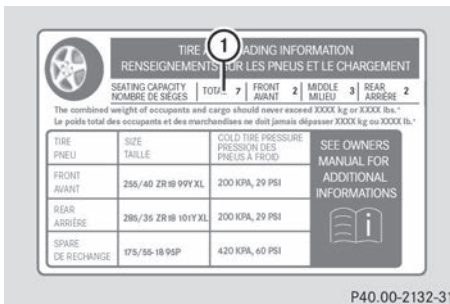 1
TIRE A ADING INFORMATION
RENSEIGNEMENTS SUR LES PNEUS ET LE CHARGEMENT
SEATING CAPACITY
NOMBRE DE SIÈGES
TOTAL 7
FRONT
AVANT 2
MIDDLE
MILIEU 3
REAR
ARRIÈRE 2
The combined weight of occupants and cargo should never exceed XXXX kg or XXXX lbs.*
Le poids total des occupants et des marchandises ne doit jamais dépasser XXXX kg ou XXXX lb.*
TIRE
PNEU
SIZE
TAILLE
COLD TIRE PRESSURE
PRESSION DES
PNEUS À FROID
SEE OWNERS
MANUAL FOR
ADDITIONAL
INFORMATIONS
FRONT
AVANT
255/40 ZR18 99Y XL
200 KPA, 29 PSI
REAR
ARRIÈRE
285/35 ZR18 101Y XL
200 KPA, 29 PSI
SPARE
DE RECHANGE
175/55-18 95P
420 KPA, 60 PSI
i
P40.00-2132-31